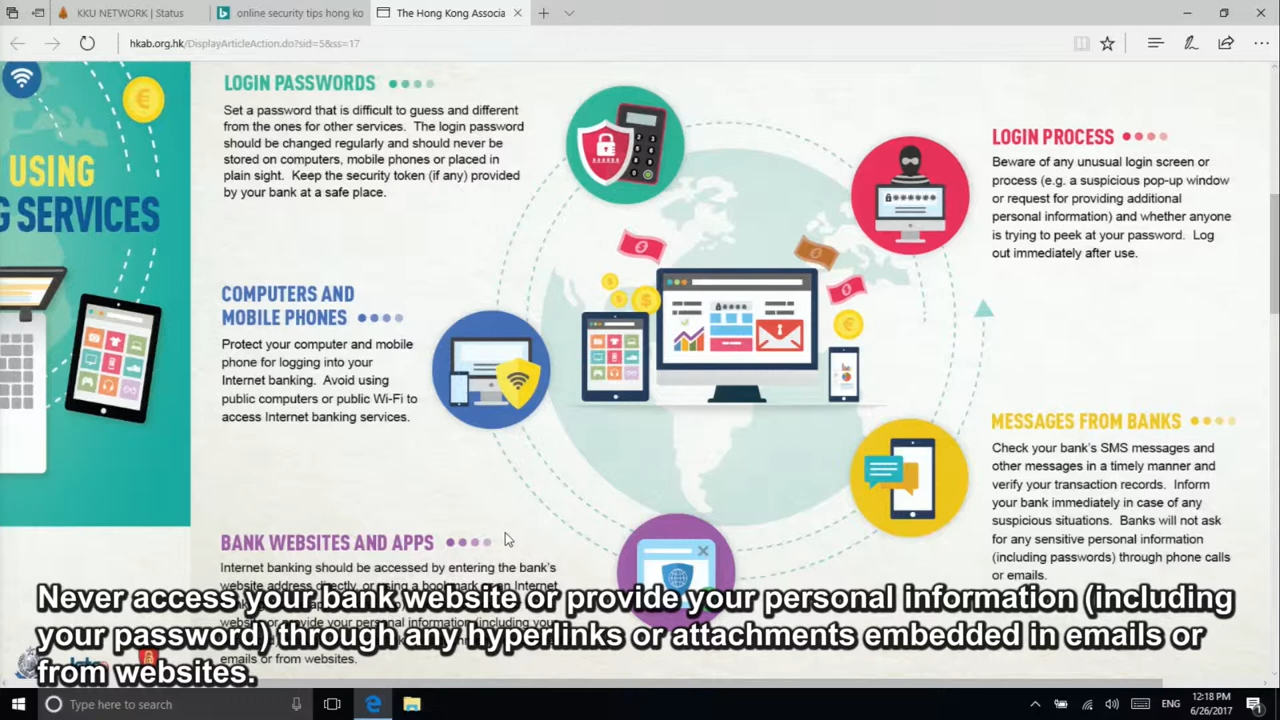 KKU NETWORK | Status
online security tips hong ko
The Hong Kong Associa
hkab.org.hk/DisplayArticleAction.do?sid=5&ss=17
USING
G SERVICES
LOGIN PASSWORDS
Set a password that is difficult to guess and different
from the ones for other services. The login password
should be changed regularly and should never be
stored on computers, mobile phones or placed in
plain sight. Keep the security token (if any) provided
by your bank at a safe place.
LOGIN PROCESS
Beware of any unusual login screen or
process (e.g. a suspicious pop-up window
or request for providing additional
personal information) and whether anyone
is trying to peek at your password. Log
out immediately after use.
COMPUTERS AND
MOBILE PHONES
Protect your computer and mobile
phone for logging into your
Internet banking. Avoid using
public computers or public Wi-Fi to
access Internet banking services.
MESSAGES FROM BANKS
Check your bank's SMS messages and
other messages in a timely manner and
verify your transaction records. Inform
your bank immediately in case of any
suspicious situations. Banks will not ask
for any sensitive personal information
(including passwords) through phone calls
or emails.
BANK WEBSITES AND APPS
Internet banking should be accessed by entering the bank's
website address directly, or using a bookmark or an Internet
emails or from websites.
Never access your bank website or provide your personal information (including
your password) through any hyperlinks or attachments embedded in emails or
from websites.
Type here to search
ENG
12:18 PM
6/26/2017